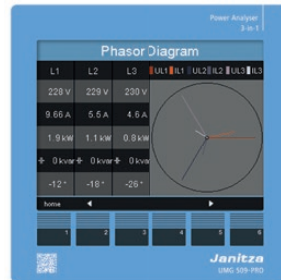 Power Analyser
3-in-1
Phasor Diagram
L1 L2 L3 UL1 IL1 UL2 IL2 UL3 IL3
228 V 229 V 230 V
9.66 A 5.5 A 4.6 A
1.9 kW 1.1 kW 0.8 kW
0 kvar 0 kvar 0 kvar
-12 ° -18 ° -26 °
home ◄ ►
1 2 3 4 5 6
Janitza
UMG 509-PRO